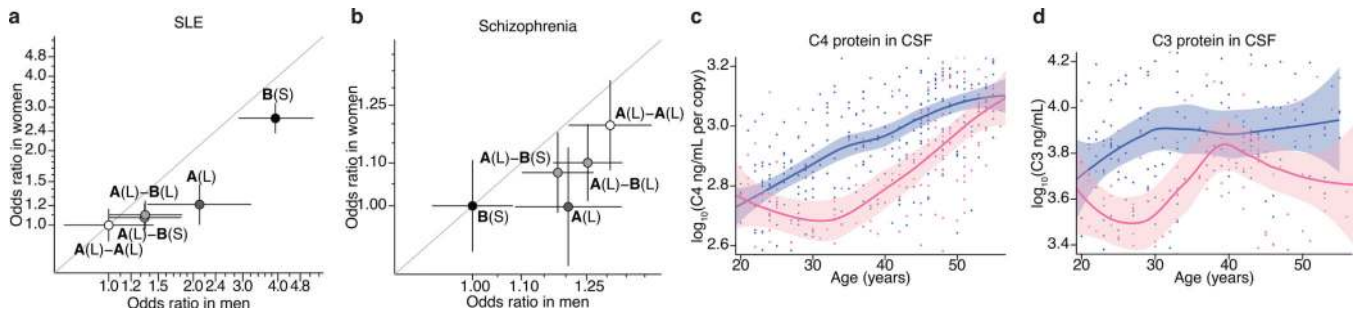 a
SLE
Odds ratio in women
4.8
4.0
3.0
2.4
2.0
1.5
1.2
1.0
B(S)
A(L)
A(L)–B(L)
A(L)–B(S)
A(L)–A(L)
1.0 1.2 1.5 2.0 2.4 3.0 4.0 4.8
Odds ratio in men
b
Schizophrenia
Odds ratio in women
1.25
1.10
1.00
A(L)–A(L)
A(L)–B(S)
A(L)–B(L)
B(S)
A(L)
1.00 1.10 1.25
Odds ratio in men
c
C4 protein in CSF
log10(C4 ng/mL per copy)
3.2
3.0
2.8
2.6
20 30 40 50
Age (years)
d
C3 protein in CSF
log10(C3 ng/mL)
4.2
4.0
3.8
3.6
3.4
20 30 40 50
Age (years)